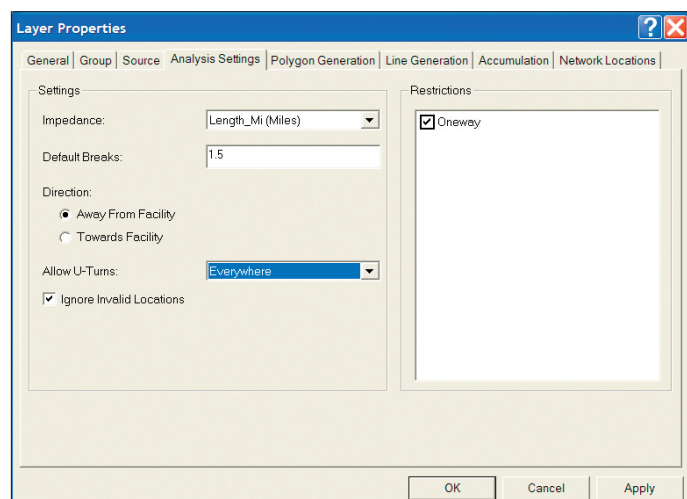 Layer Properties
General Group Source Analysis Settings Polygon Generation Line Generation Accumulation Network Locations
Settings
Impedance: Length_Mi (Miles)
Default Breaks: 1.5
Direction:
Away From Facility
Towards Facility
Allow U-Turns: Everywhere
Ignore Invalid Locations
Restrictions
Oneway
OK Cancel Apply